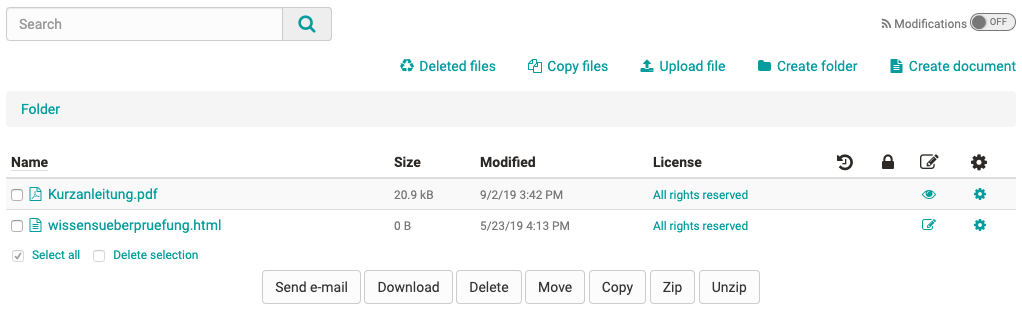 Search
Modifications OFF
Deleted files Copy files Upload file Create folder Create document
Folder
Name Size Modified License
Kurzanleitung.pdf 20.9 kB 9/2/19 3:42 PM All rights reserved
wissensueberpruefung.html 0 B 5/23/19 4:13 PM All rights reserved
Select all Delete selection
Send e-mail Download Delete Move Copy Zip Unzip